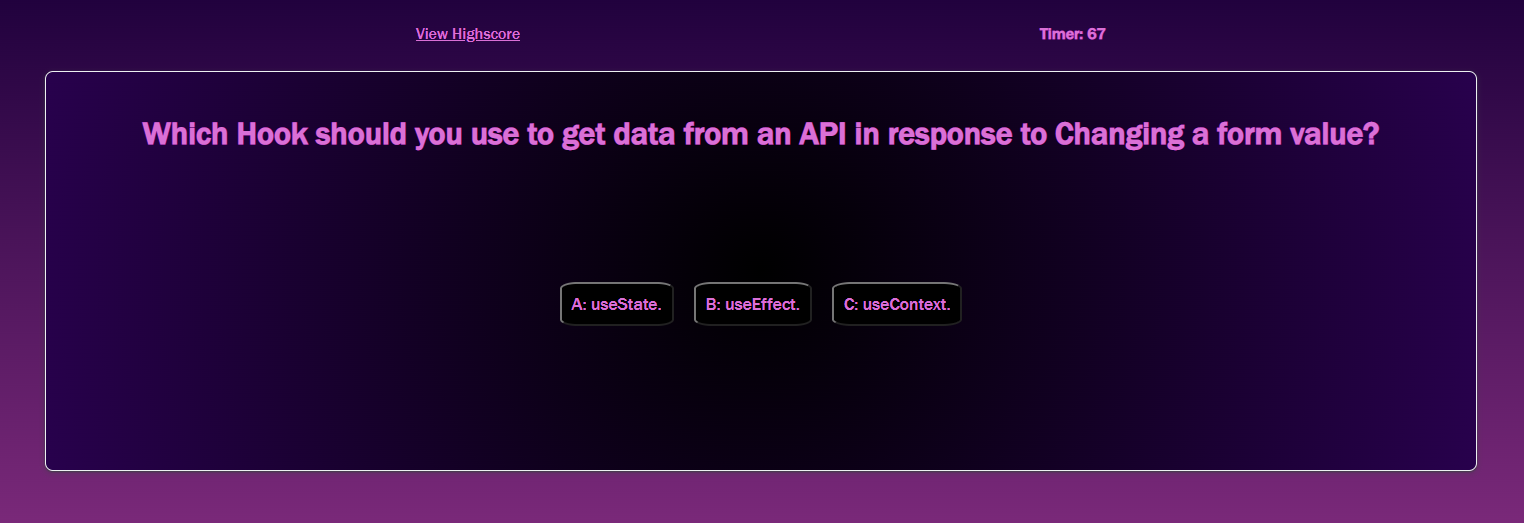 View Highscore
Timer: 67
Which Hook should you use to get data from an API in response to Changing a form value?
A: useState.
B: useEffect.
C: useContext.